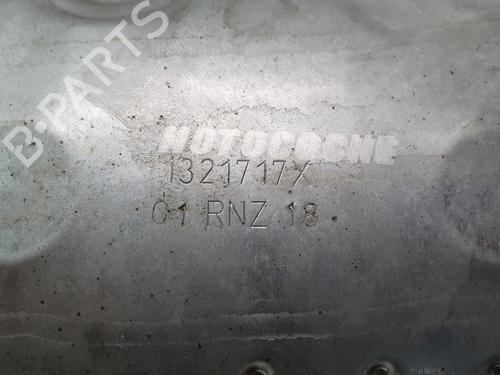 B-PARTS
MOTOCOCHE
1321717X
01 RNZ 18